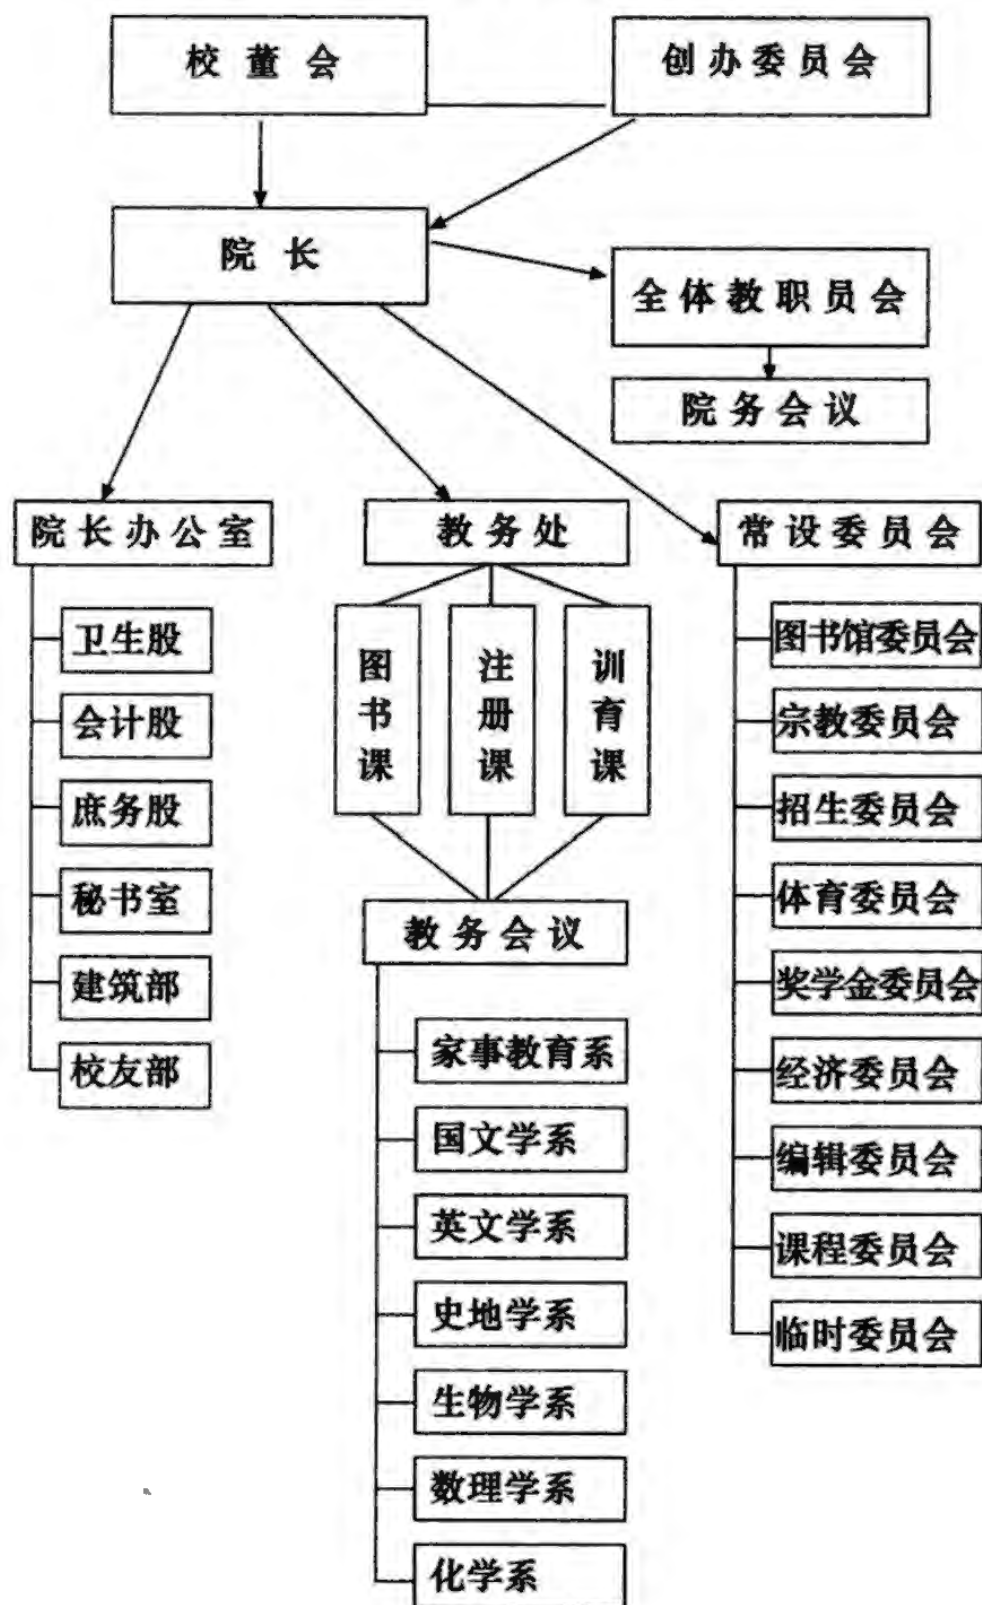 校董会
创办委员会
院长
全体教职员会
院务会议
院长办公室
卫生股
会计股
庶务股
秘书室
建筑部
校友部
教务处
图书课
注册课
训育课
教务会议
家事教育系
国文学系
英文学系
史地学系
生物学系
数理学系
化学系
常设委员会
图书馆委员会
宗教委员会
招生委员会
体育委员会
奖学金委员会
经济委员会
编辑委员会
课程委员会
临时委员会